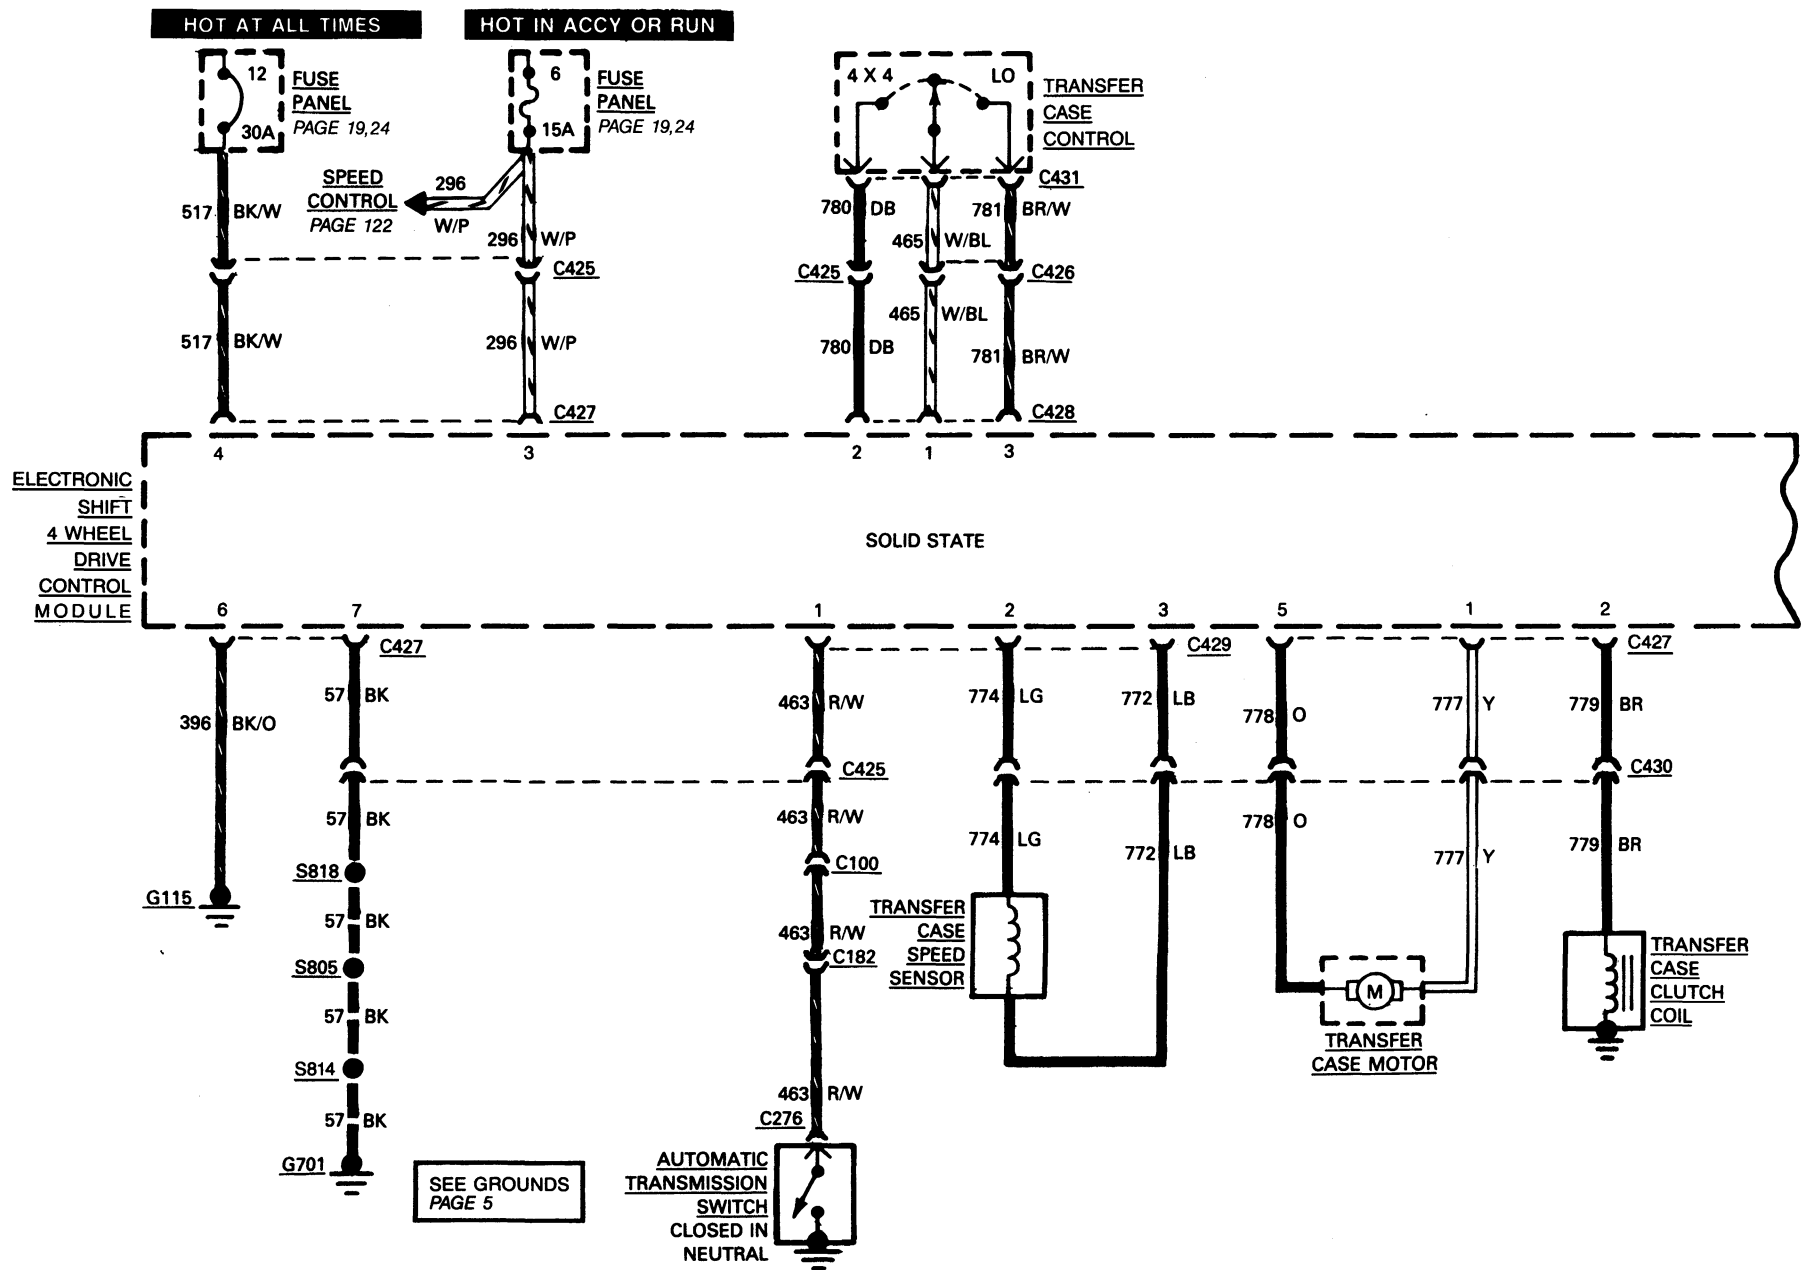 HOT AT ALL TIMES
HOT IN ACCY OR RUN
12
30A
FUSE
PANEL
PAGE 19,24
6
15A
FUSE
PANEL
PAGE 19,24
4 X 4
LO
TRANSFER
CASE
CONTROL
SPEED
CONTROL
PAGE 122
296
W/P
517
BK/W
296
W/P
C425
780
DB
465
W/BL
781
BR/W
C431
C425
C426
517
BK/W
296
W/P
C427
780
DB
465
W/BL
781
BR/W
C428
4
3
2
1
3
ELECTRONIC
SHIFT
4 WHEEL
DRIVE
CONTROL
MODULE
SOLID STATE
6
7
1
2
3
5
1
2
C427
C429
C427
396
BK/O
57
BK
463
R/W
774
LG
772
LB
778
O
777
Y
779
BR
C425
C430
57
BK
463
R/W
774
LG
772
LB
778
O
777
Y
779
BR
G115
S818
C100
57
BK
463
R/W
C182
S805
57
BK
S814
57
BK
G701
TRANSFER
CASE
SPEED
SENSOR
M
TRANSFER
CASE MOTOR
TRANSFER
CASE
CLUTCH
COIL
463
R/W
C276
SEE GROUNDS
PAGE 5
AUTOMATIC
TRANSMISSION
SWITCH
CLOSED IN
NEUTRAL